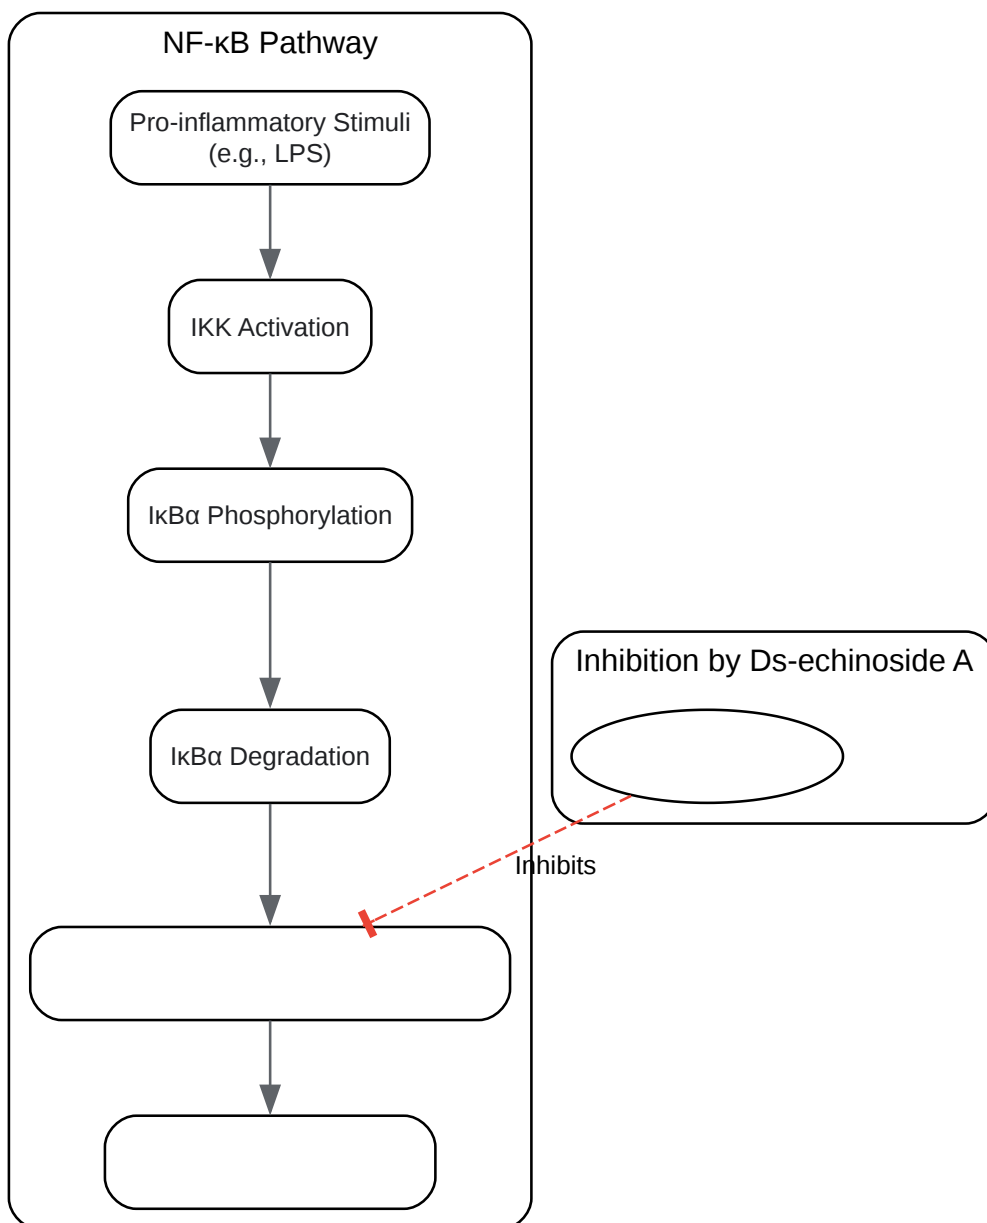 NF-κB Pathway
Pro-inflammatory Stimuli
(e.g., LPS)
IKK Activation
IκBα Phosphorylation
Inhibition by Ds-echinoside A
IκBα Degradation
Inhibits